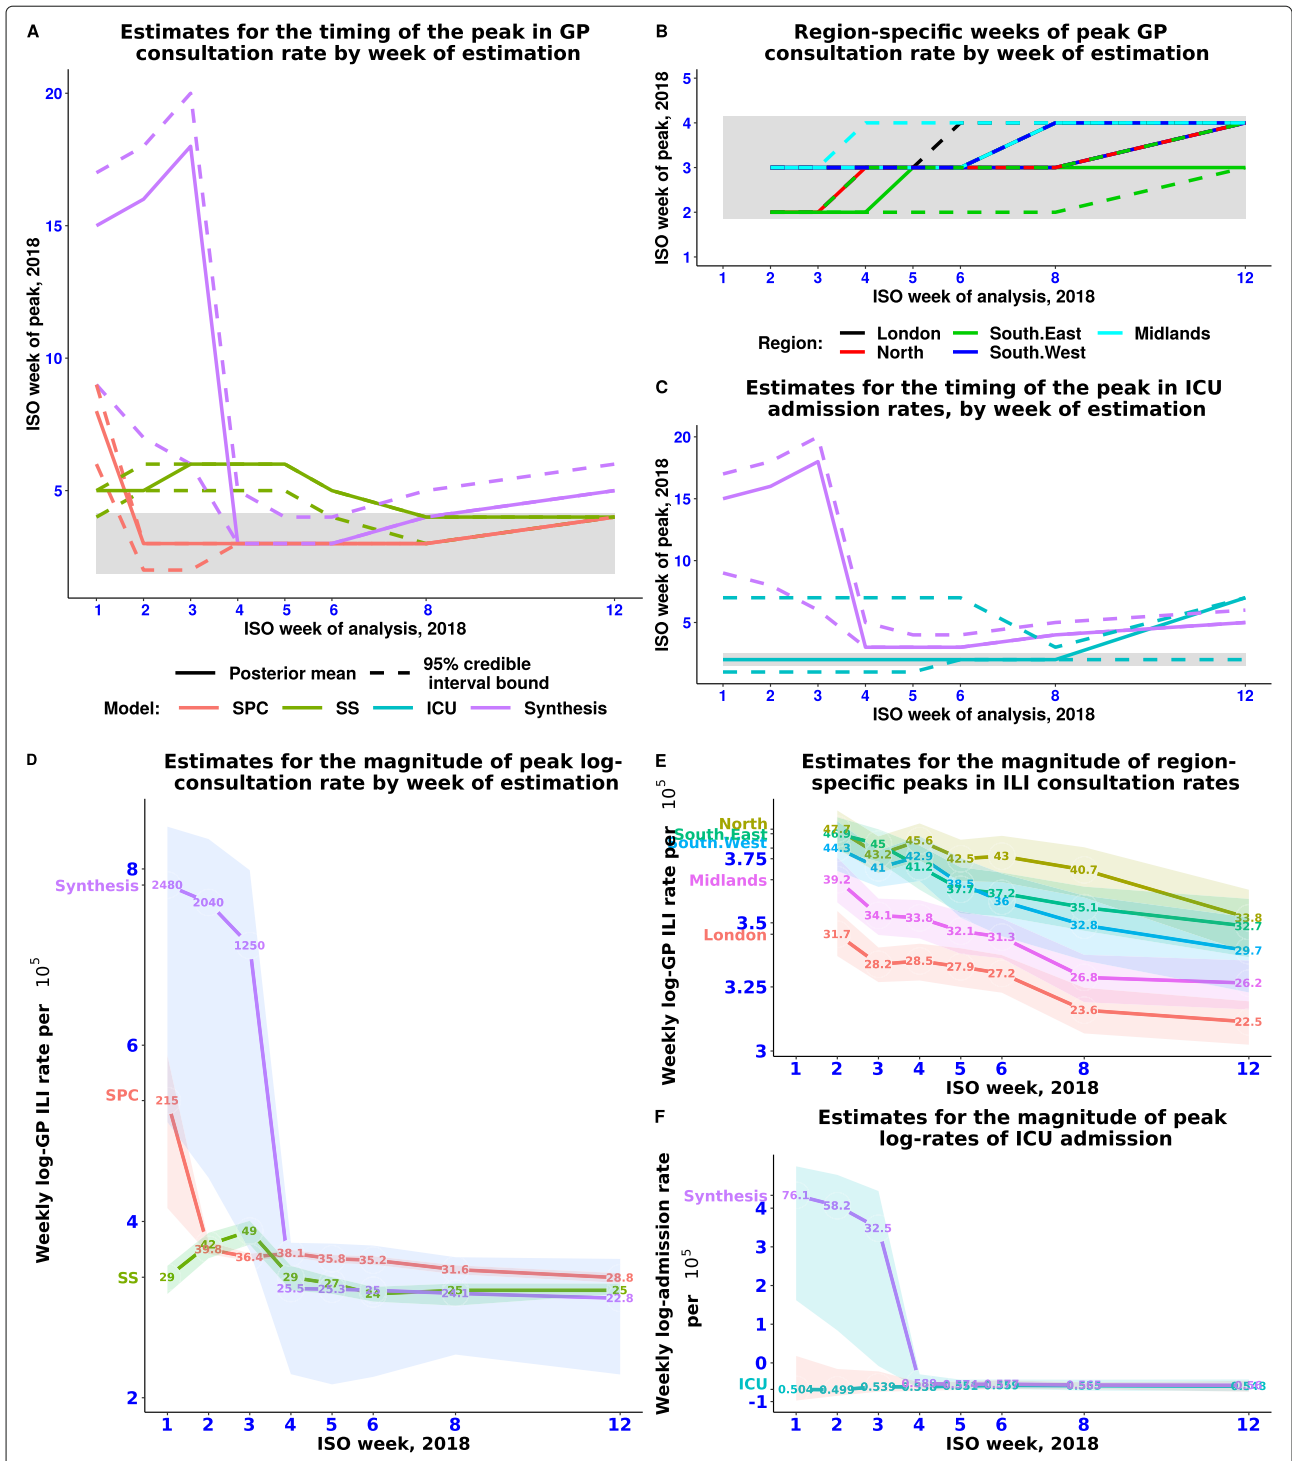 A
Estimates for the timing of the peak in GP
consultation rate by week of estimation
ISO week of peak, 2018
20
15
10
5
1 2 3 4 5 6 8 12
ISO week of analysis, 2018
Posterior mean
95% credible
interval bound
Model: SPC SS ICU Synthesis
B
Region-specific weeks of peak GP
consultation rate by week of estimation
ISO week of peak, 2018
5
4
3
2
1
1 2 3 4 5 6 8 12
ISO week of analysis, 2018
Region:
London South.East Midlands
North South.West
C
Estimates for the timing of the peak in ICU
admission rates, by week of estimation
ISO week of peak, 2018
20
15
10
5
1 2 3 4 5 6 8 12
ISO week of analysis, 2018
D
Estimates for the magnitude of peak log-
consultation rate by week of estimation
Weekly log-GP ILI rate per 10^5
8
6
4
2
Synthesis
SPC
SS
2480
2040
1250
25.5 25.3 25 24.1 22.8
215
39.8 36.4 38.1 35.8 35.2 31.6 28.8
29 42 49 29 27 24 25 25
1 2 3 4 5 6 8 12
ISO week, 2018
E
Estimates for the magnitude of region-
specific peaks in ILI consultation rates
Weekly log-GP ILI rate per 10^5
North
South.East
South.West
Midlands
London
3.75
3.5
3.25
3
47.7 43.2 45.6 42.5 43 40.7 33.8
46.9 45 41.2 37.7 37.2 35.1 32.7
44.3 41 42.9 38.5 36 32.8 29.7
39.2 34.1 33.8 32.1 31.3 26.8 26.2
31.7 28.2 28.5 27.9 27.2 23.6 22.5
1 2 3 4 5 6 8 12
ISO week, 2018
F
Estimates for the magnitude of peak
log-rates of ICU admission
Weekly log-admission rate
per 10^5
Synthesis
ICU
4
3
2
1
0
-1
76.1
58.2
32.5
0.504 0.499 0.539
1 2 3 4 5 6 8 12
ISO week, 2018